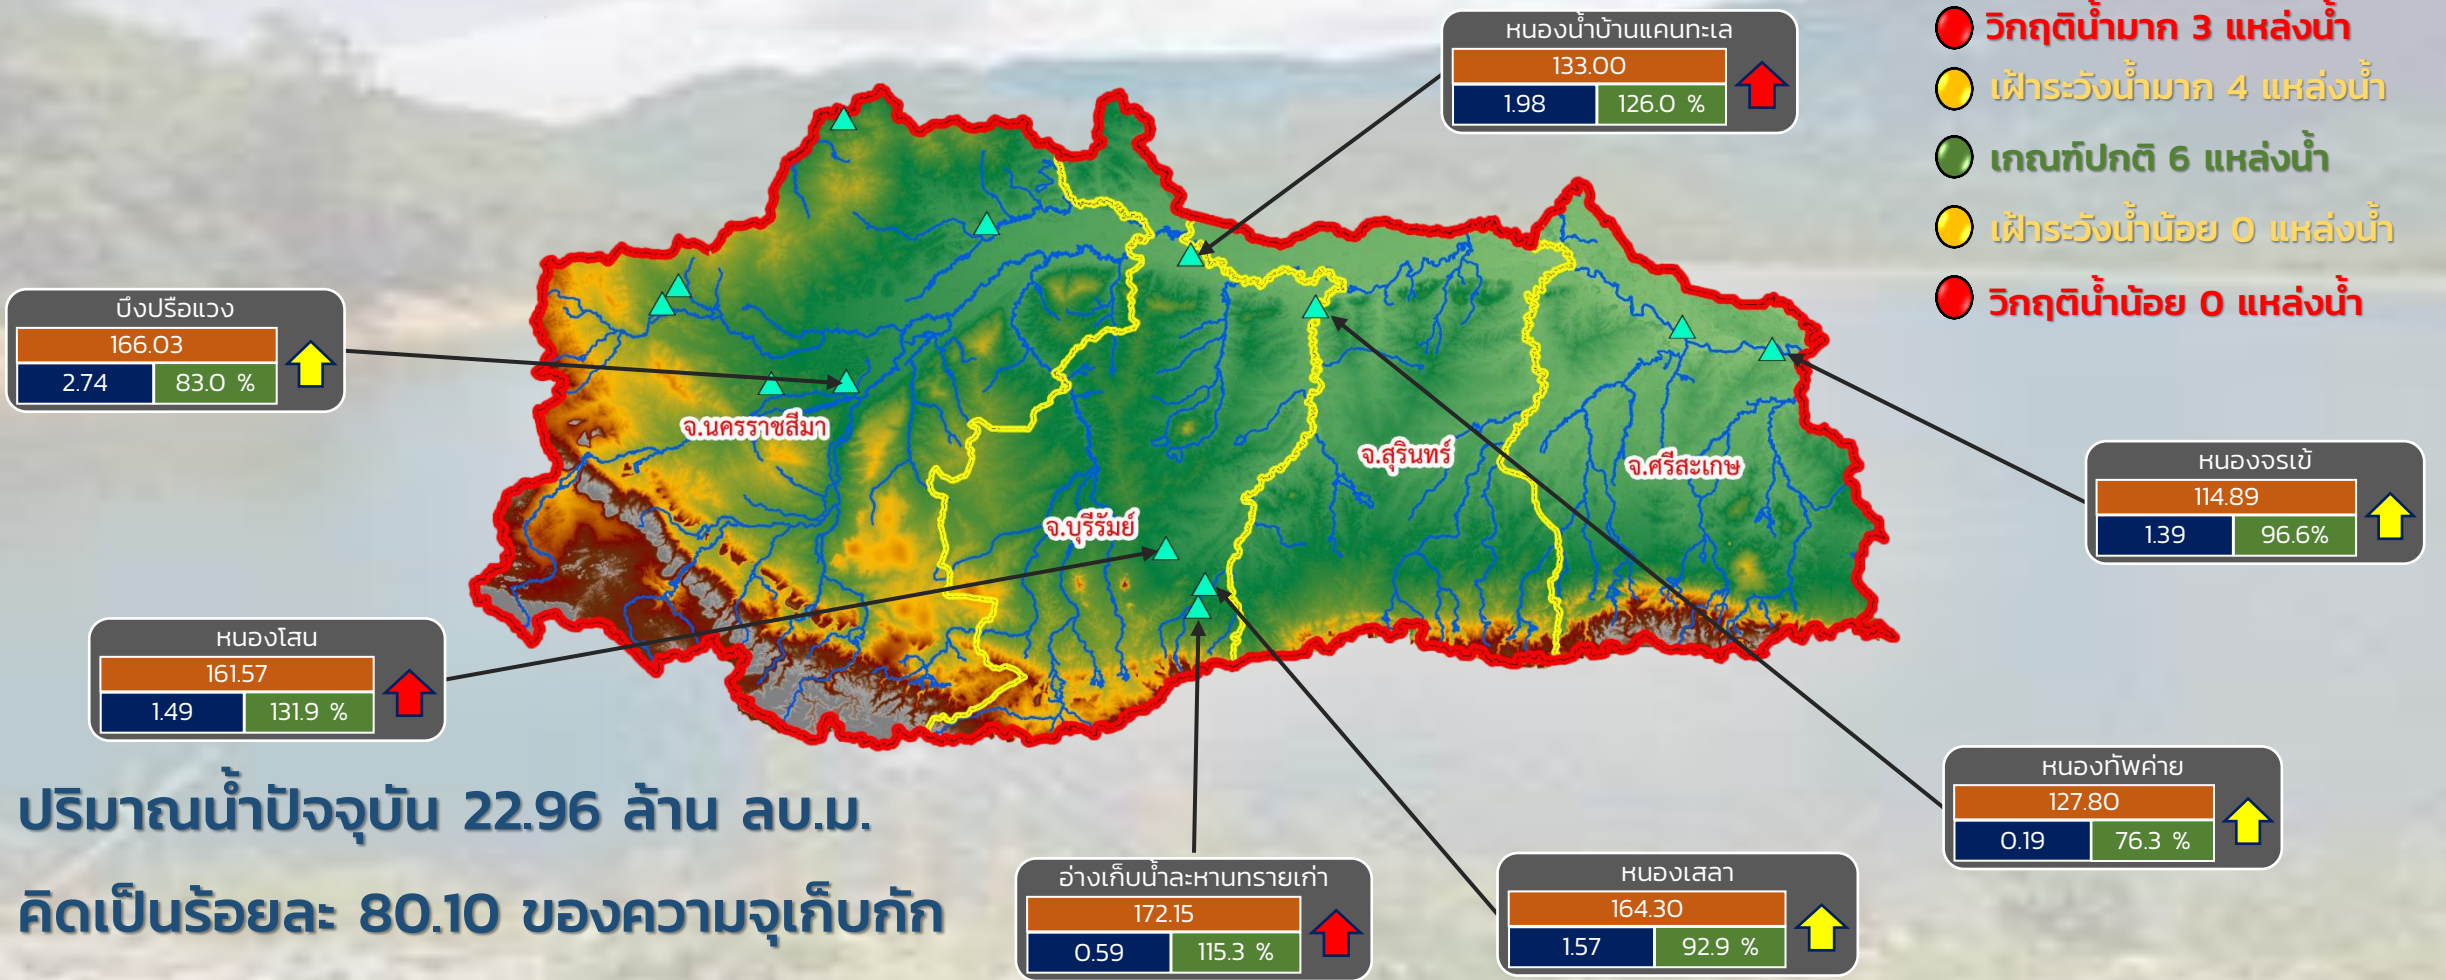 หนองน้ำบ้านแคนทะเล
133.00
1.98 126.0 %
วิกฤติน้ำมาก 3 แหล่งน้ำ
เฝ้าระวังน้ำมาก 4 แหล่งน้ำ
เกณฑ์ปกติ 6 แหล่งน้ำ
เฝ้าระวังน้ำน้อย 0 แหล่งน้ำ
วิกฤติน้ำน้อย 0 แหล่งน้ำ
บึงปรือแวง
166.03
2.74 83.0 %
จ.นครราชสีมา
จ.บุรีรัมย์
จ.สุรินทร์
จ.ศรีสะเกษ
หนองจรเข้
114.89
1.39 96.6%
หนองโสน
161.57
1.49 131.9 %
หนองทัพค่าย
127.80
0.19 76.3 %
ปริมาณน้ำปัจจุบัน 22.96 ล้าน ลบ.ม.
คิดเป็นร้อยละ 80.10 ของความจุเก็บกัก
อ่างเก็บน้ำละหานทรายเก่า
172.15
0.59 115.3 %
หนองเสลา
164.30
1.57 92.9 %